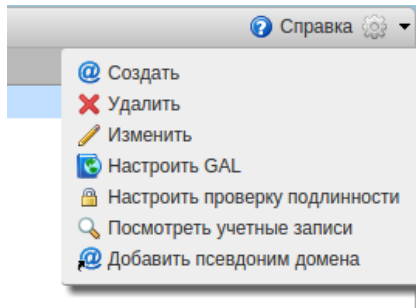 Справка
Создать
Удалить
Изменить
Настроить GAL
Настроить проверку подлинности
Посмотреть учетные записи
Добавить псевдоним домена